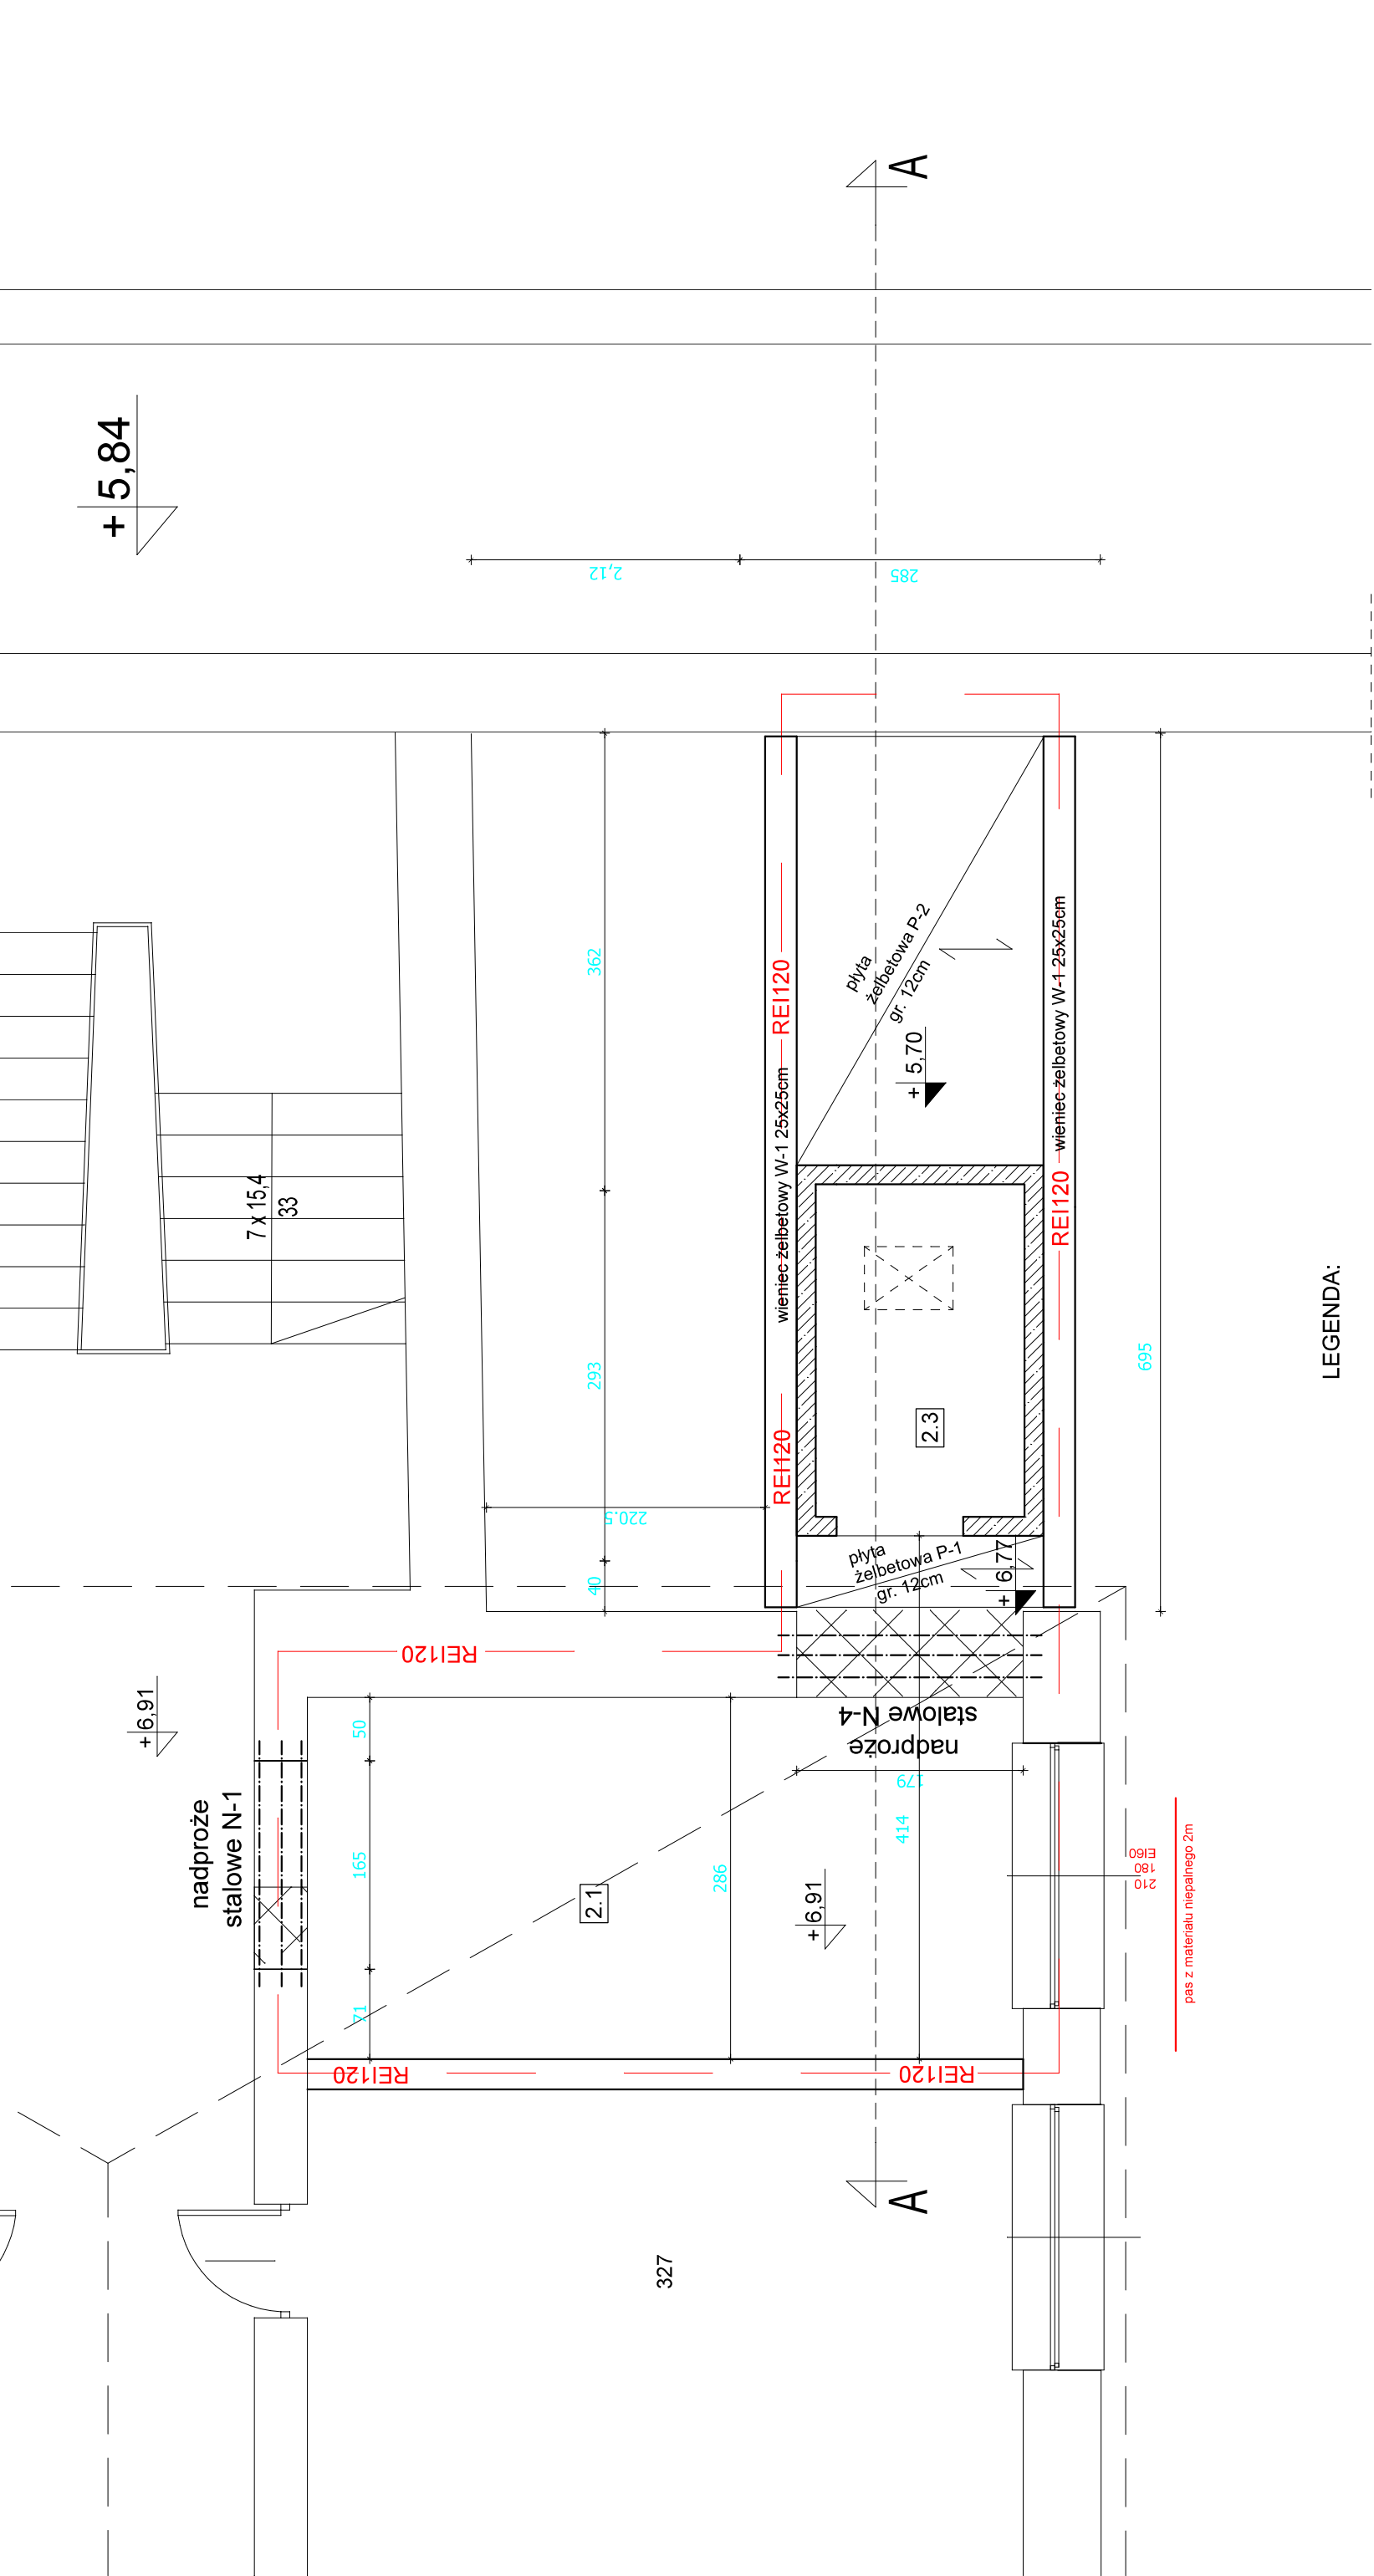 A
+ 5,84
2,12
285
362
REI120
płyta
żelbetowa P-2
gr. 12cm
wieniec żelbetowy W-1 25x25cm
+ 5,70
wieniec żelbetowy W-1 25x25cm
7 x 15,4
33
REI120
LEGENDA:
293
695
2.3
REI120
220.5
40
płyta
żelbetowa P-1
gr. 12cm
+ 6,77
REI120
+6,91
50
nadproże
stalowe N-4
179
nadproże
stalowe N-1
165
286
414
2.1
+6,91
210
180
EI60
pas z materiału niepalnego 2m
71
REI120
REI120
A
327